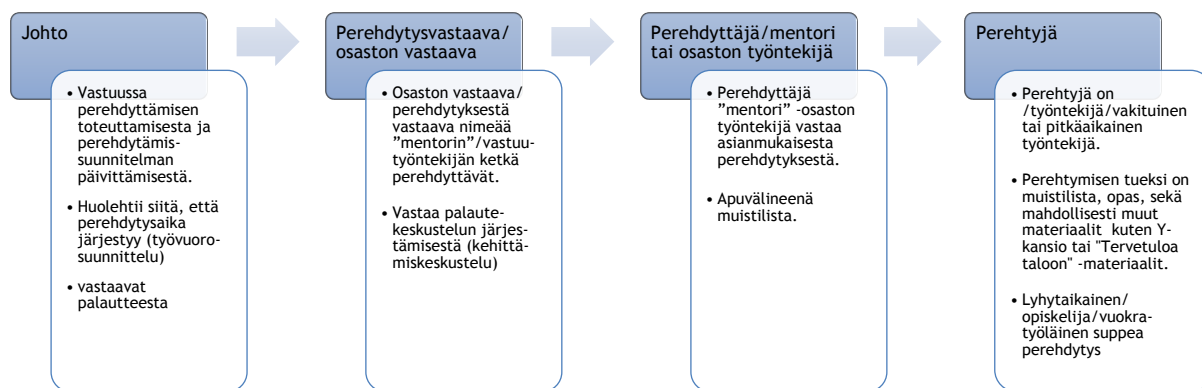 Johto
• Vastuussa
perehdyttämisen
toteuttamisesta ja
perehdytämis-
suunnitelman
päivittämisestä.
• Huolehtii siitä, että
perehdytysaika
järjestyy (työvuoro-
suunnittelu)
• vastaavat
palautteesta
Perehdytysvastaava/
osaston vastaava
• Osaston vastaava/
perehdytyksestä
vastaava nimeää
”mentorin”/vastuu-
työntekijän ketkä
perehdyttävät.
• Vastaa palaute-
keskustelun järjes-
tämisestä (kehittä-
miskeskustelu)
Perehdyttäjä/mentori
tai osaston työntekijä
• Perehdyttäjä
”mentori” -osaston
työntekijä vastaa
asianmukaisesta
perehdytyksestä.
• Apuvälineenä
muistilista.
Perehtyjä
• Perehtyjä on
/työntekijä/vakituinen
tai pitkäaikainen
työntekijä.
• Perehtymisen tueksi on
muistilista, opas, sekä
mahdollisesti muut
materiaalit kuten Y-
kansio tai "Tervetuloa
taloon" -materiaalit.
• Lyhytaikainen/
opiskelija/vuokra-
työläinen suppea
perehdytys